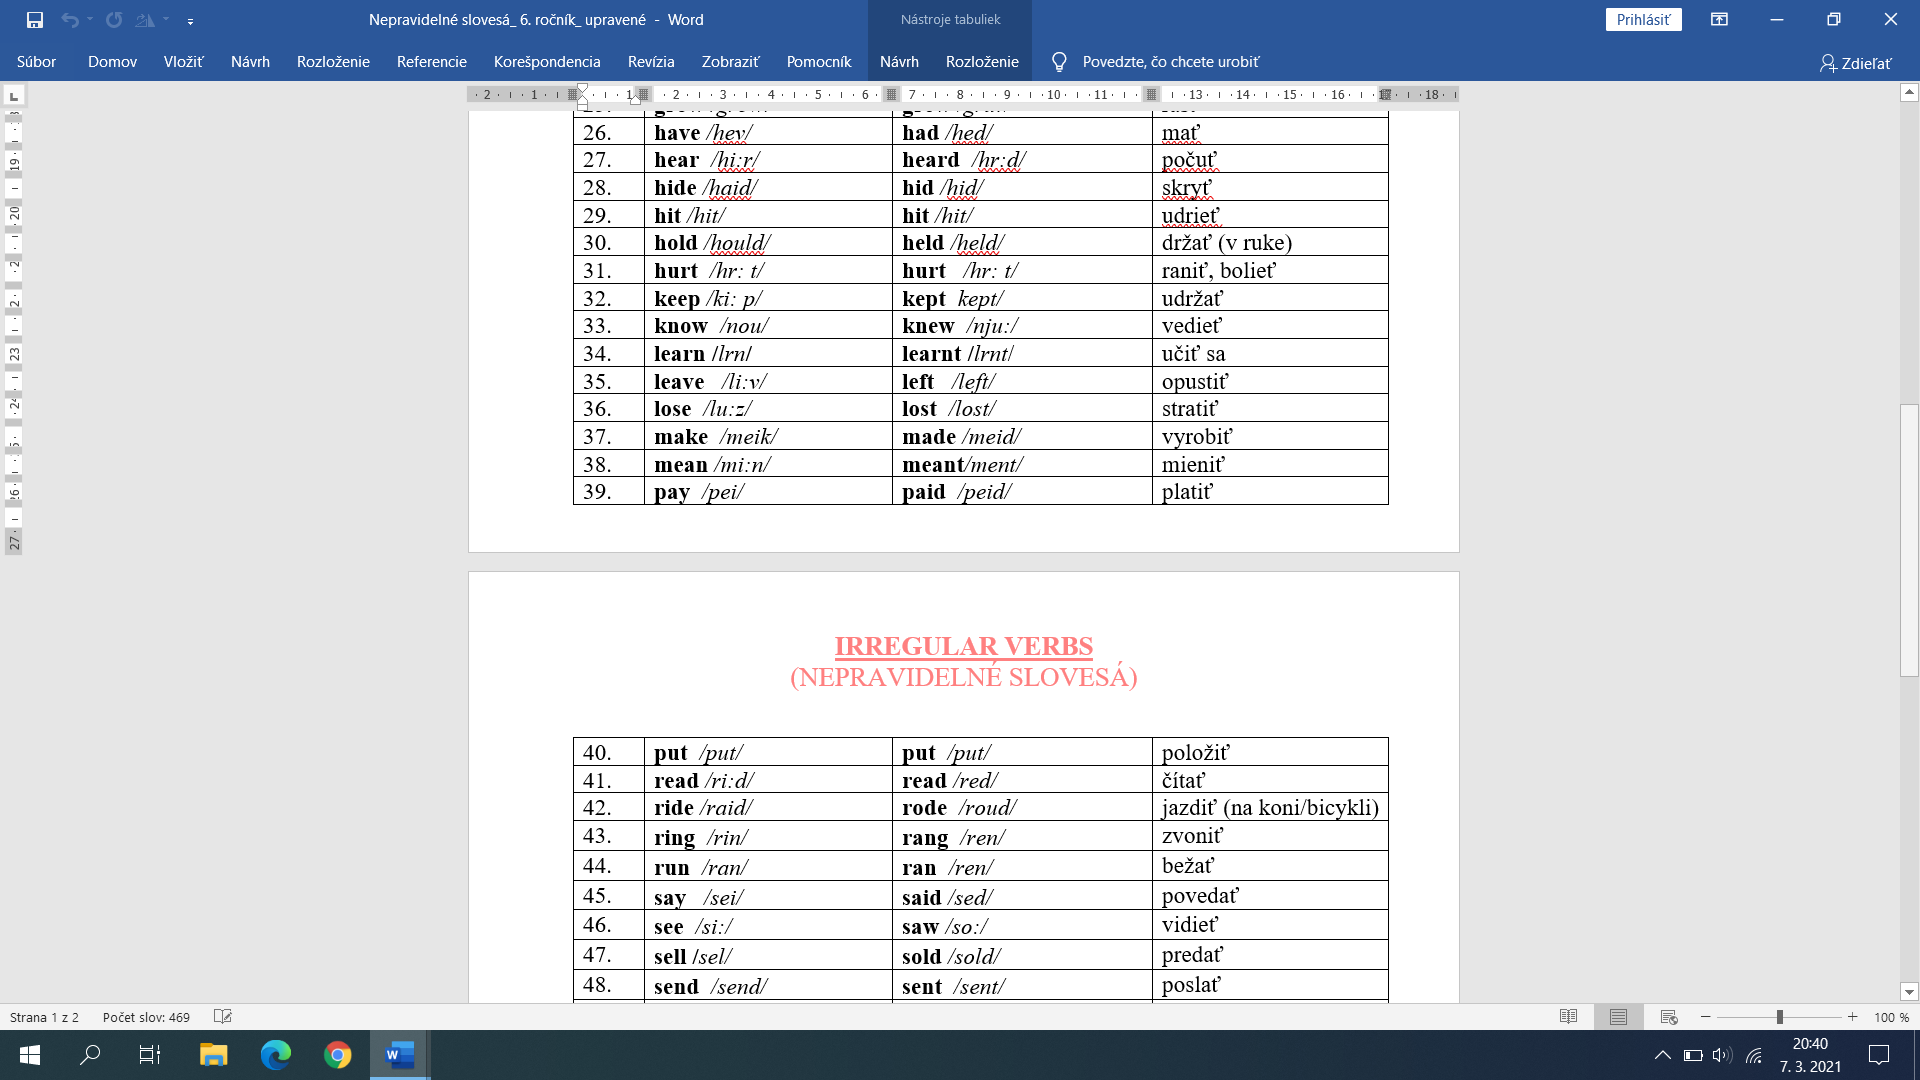 Nepravidelné slovesá_ 6. ročník_ upravené - Word
Nástroje tabuliek
Prihlásiť
Súbor Domov Vložiť Návrh Rozloženie Referencie Korešpondencia Revízia Zobraziť Pomocník Návrh Rozloženie Povedzte, čo chcete urobiť Zdieľať
26. have /hev/ had /hed/ mať
27. hear /hi:r/ heard /hr:d/ počuť
28. hide /haid/ hid /hid/ skryť
29. hit /hit/ hit /hit/ udrieť
30. hold /hould/ held /held/ držať (v ruke)
31. hurt /hr: t/ hurt /hr: t/ raniť, bolieť
32. keep /ki: p/ kept kept/ udržať
33. know /nou/ knew /nju:/ vedieť
34. learn /lrn/ learnt /lrnt/ učiť sa
35. leave /li:v/ left /left/ opustiť
36. lose /lu:z/ lost /lost/ stratiť
37. make /meik/ made /meid/ vyrobiť
38. mean /mi:n/ meant/ment/ mieniť
39. pay /pei/ paid /peid/ platiť
IRREGULAR VERBS
(NEPRAVIDELNÉ SLOVESÁ)
40. put /put/ put /put/ položiť
41. read /ri:d/ read /red/ čítať
42. ride /raid/ rode /roud/ jazdiť (na koni/bicykli)
43. ring /rin/ rang /ren/ zvoniť
44. run /ran/ ran /ren/ bežať
45. say /sei/ said /sed/ povedať
46. see /si:/ saw /so:/ vidieť
47. sell /sel/ sold /sold/ predať
48. send /send/ sent /sent/ poslať
Strana 1 z 2 Počet slov: 469 100 %
20:40
7. 3. 2021